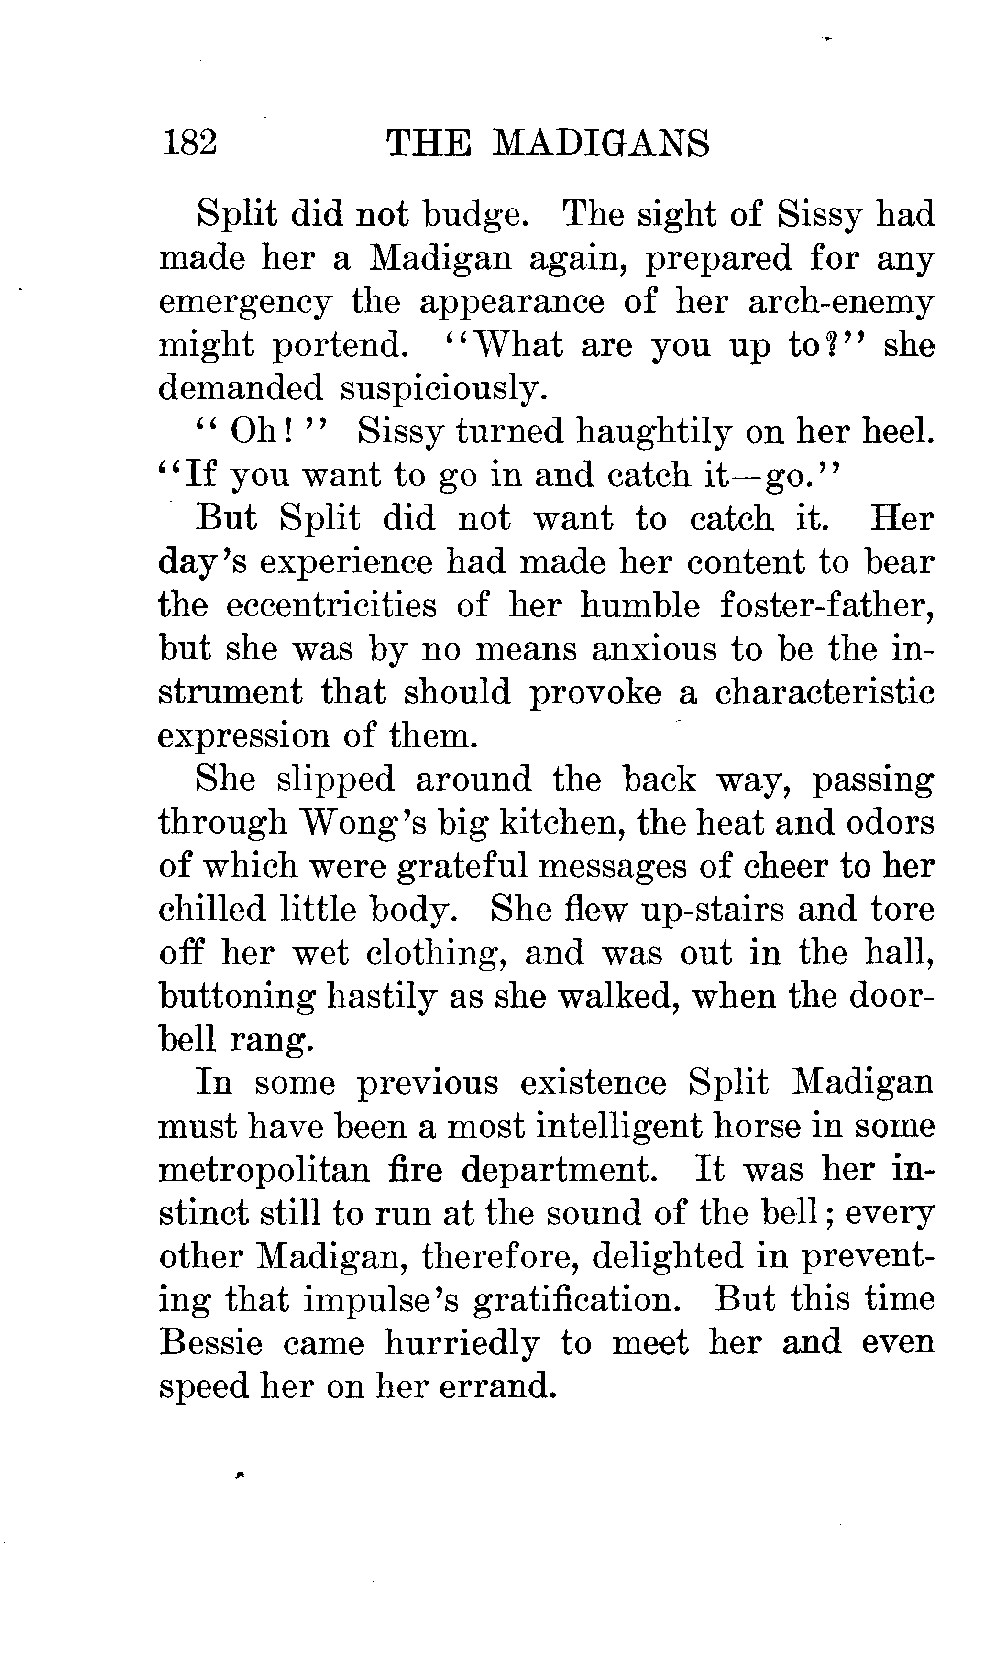 182 THE MADIGANS
Split did not budge. The sight of Sissy had
made her a Madigan again, prepared for any
emergency the appearance of her arch-enemy
might portend. "What are you up to?" she
demanded suspiciously.
" Oh! " Sissy turned haughtily on her heel.
"If you want to go in and catch it—go."
But Split did not want to catch it. Her
day's experience had made her content to bear
the eccentricities of her humble foster-father,
but she was by no means anxious to be the in-
strument that should provoke a characteristic
expression of them.
She slipped around the back way, passing
through Wong's big kitchen, the heat and odors
of which were grateful messages of cheer to her
chilled little body. She flew up-stairs and tore
off her wet clothing, and was out in the hall,
buttoning hastily as she walked, when the door-
bell rang.
In some previous existence Split Madigan
must have been a most intelligent horse in some
metropolitan fire department. It was her in-
stinct still to run at the sound of the bell; every
other Madigan, therefore, delighted in prevent-
ing that impulse's gratification. But this time
Bessie came hurriedly to meet her and even
speed her on her errand.